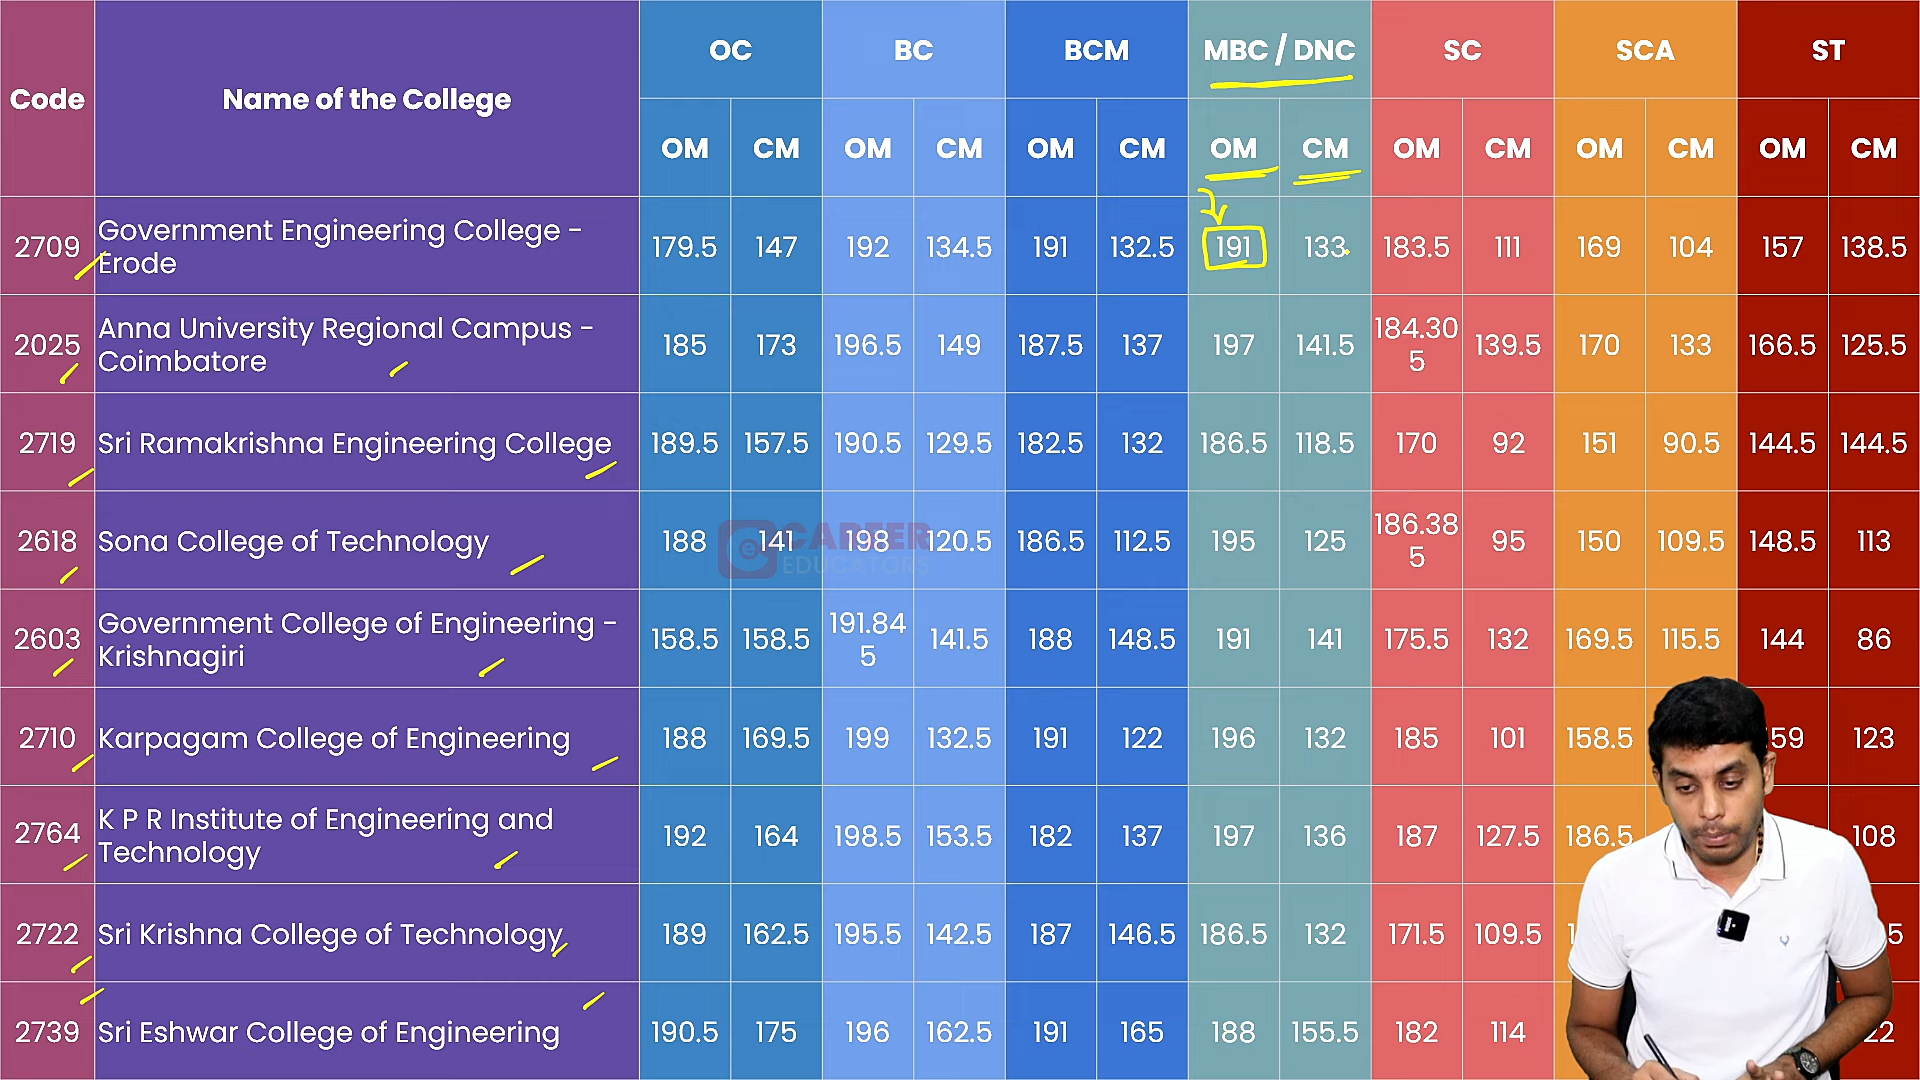 Code Name of the College OC BC BCM MBC / DNC SC SCA ST
OM CM OM CM OM CM OM CM OM CM OM CM OM CM
2709 Government Engineering College - Erode 179.5 147 192 134.5 191 132.5 191 133 183.5 111 169 104 157 138.5
2025 Anna University Regional Campus - Coimbatore 185 173 196.5 149 187.5 137 197 141.5 184.305 139.5 170 133 166.5 125.5
2719 Sri Ramakrishna Engineering College 189.5 157.5 190.5 129.5 182.5 132 186.5 118.5 170 92 151 90.5 144.5 144.5
2618 Sona College of Technology 188 141 198 120.5 186.5 112.5 195 125 186.385 95 150 109.5 148.5 113
CAREER
EDUCATORS
2603 Government College of Engineering - Krishnagiri 158.5 158.5 191.845 141.5 188 148.5 191 141 175.5 132 169.5 115.5 144 86
2710 Karpagam College of Engineering 188 169.5 199 132.5 191 122 196 132 185 101 158.5 59 123
2764 K P R Institute of Engineering and Technology 192 164 198.5 153.5 182 137 197 136 187 127.5 186.5 108
2722 Sri Krishna College of Technology 189 162.5 195.5 142.5 187 146.5 186.5 132 171.5 109.5
2739 Sri Eshwar College of Engineering 190.5 175 196 162.5 191 165 188 155.5 182 114 22